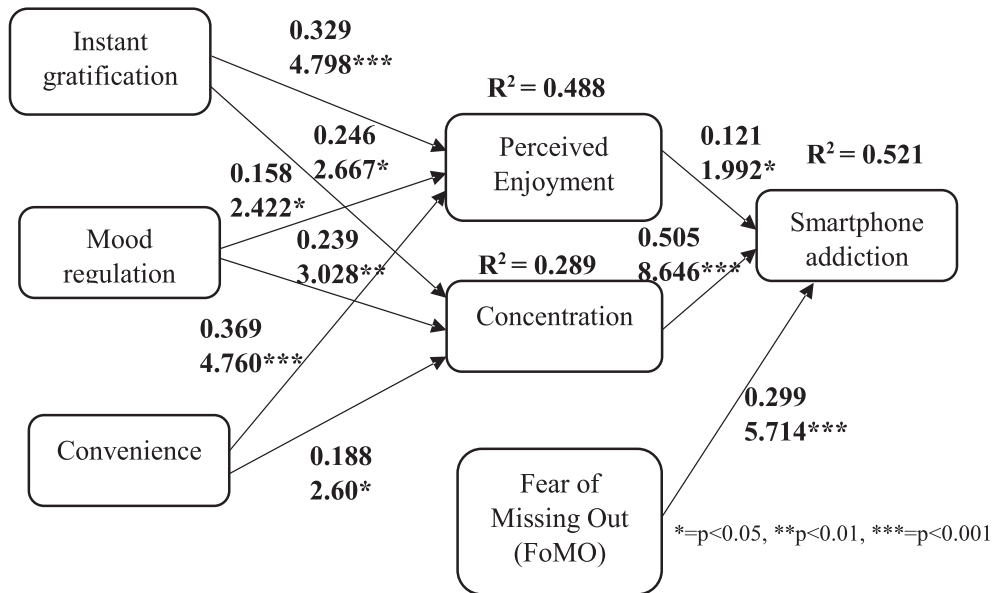 Instant
gratification
0.329
4.798***
R² = 0.488
0.246
2.667*
Perceived
Enjoyment
0.121
1.992*
R² = 0.521
0.158
2.422*
Mood
regulation
0.239
3.028**
R² = 0.289
0.505
8.646***
Smartphone
addiction
Concentration
0.369
4.760***
Convenience
0.188
2.60*
0.299
5.714***
Fear of
Missing Out
(FoMO)
*=p<0.05, **p<0.01, ***=p<0.001